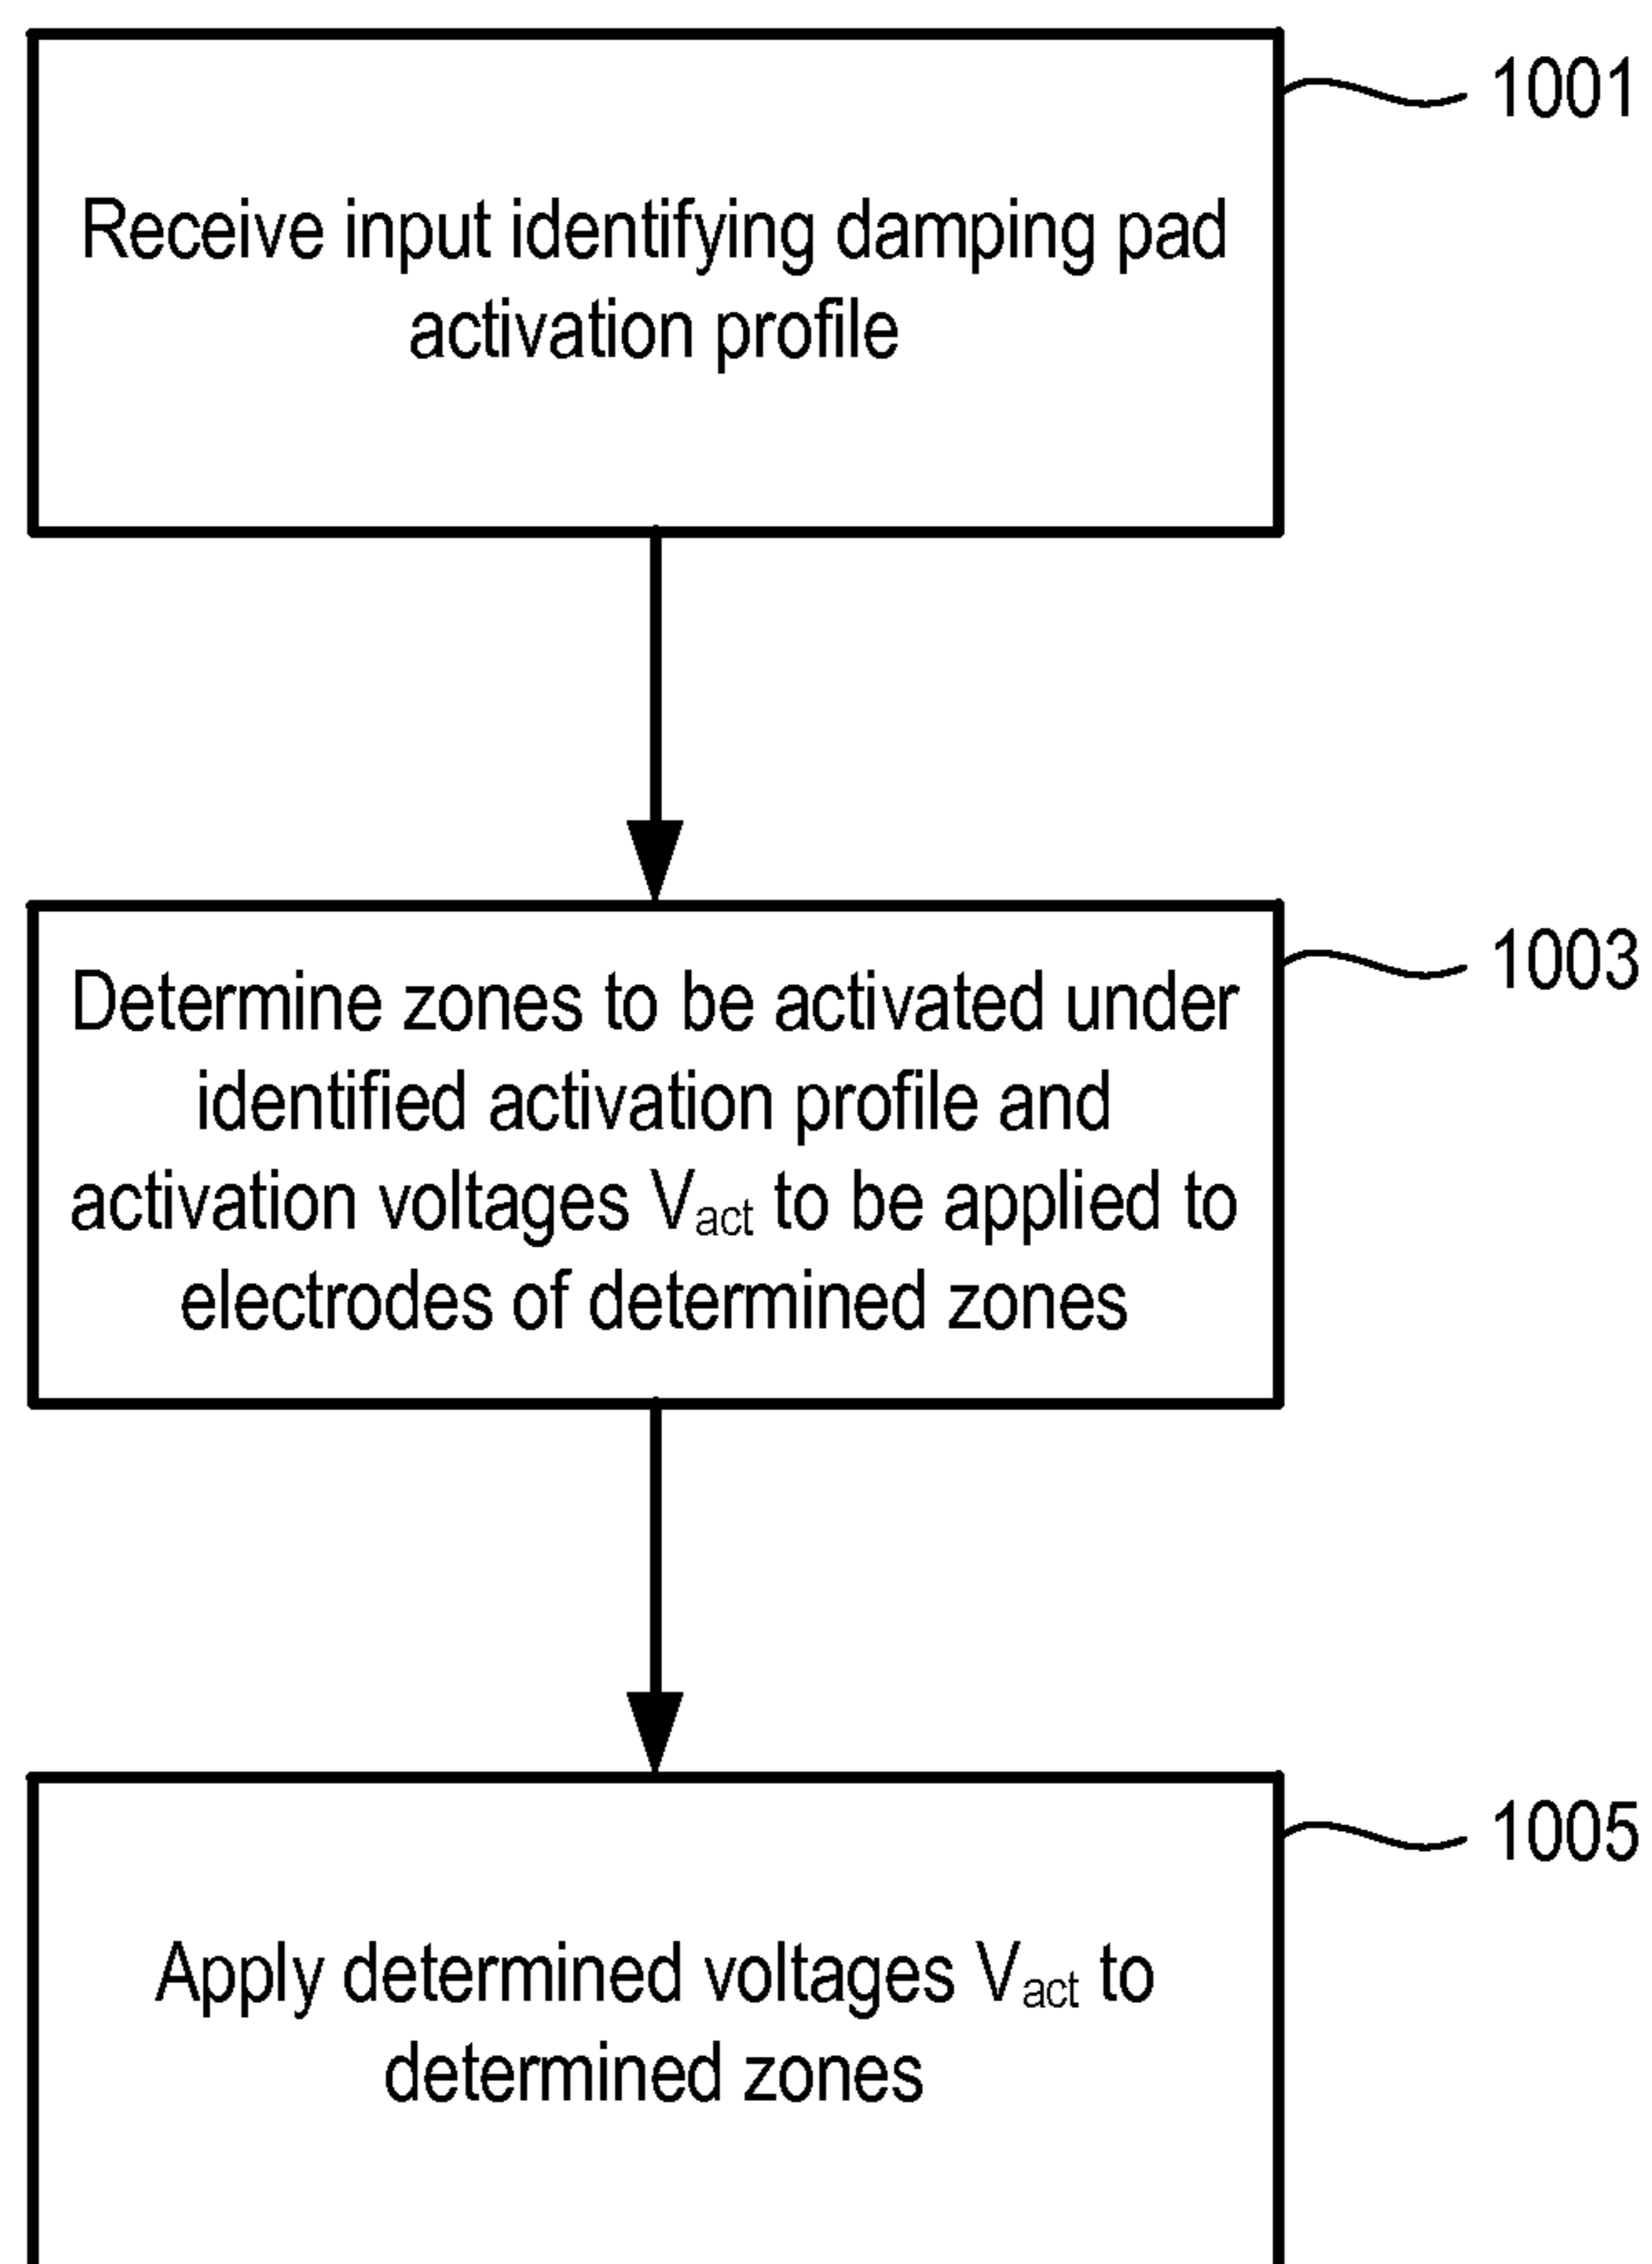 1001
Receive input identifying damping pad
activation profile
1003
Determine zones to be activated under
identified activation profile and
activation voltages Vact to be applied to
electrodes of determined zones
1005
Apply determined voltages Vact to
determined zones